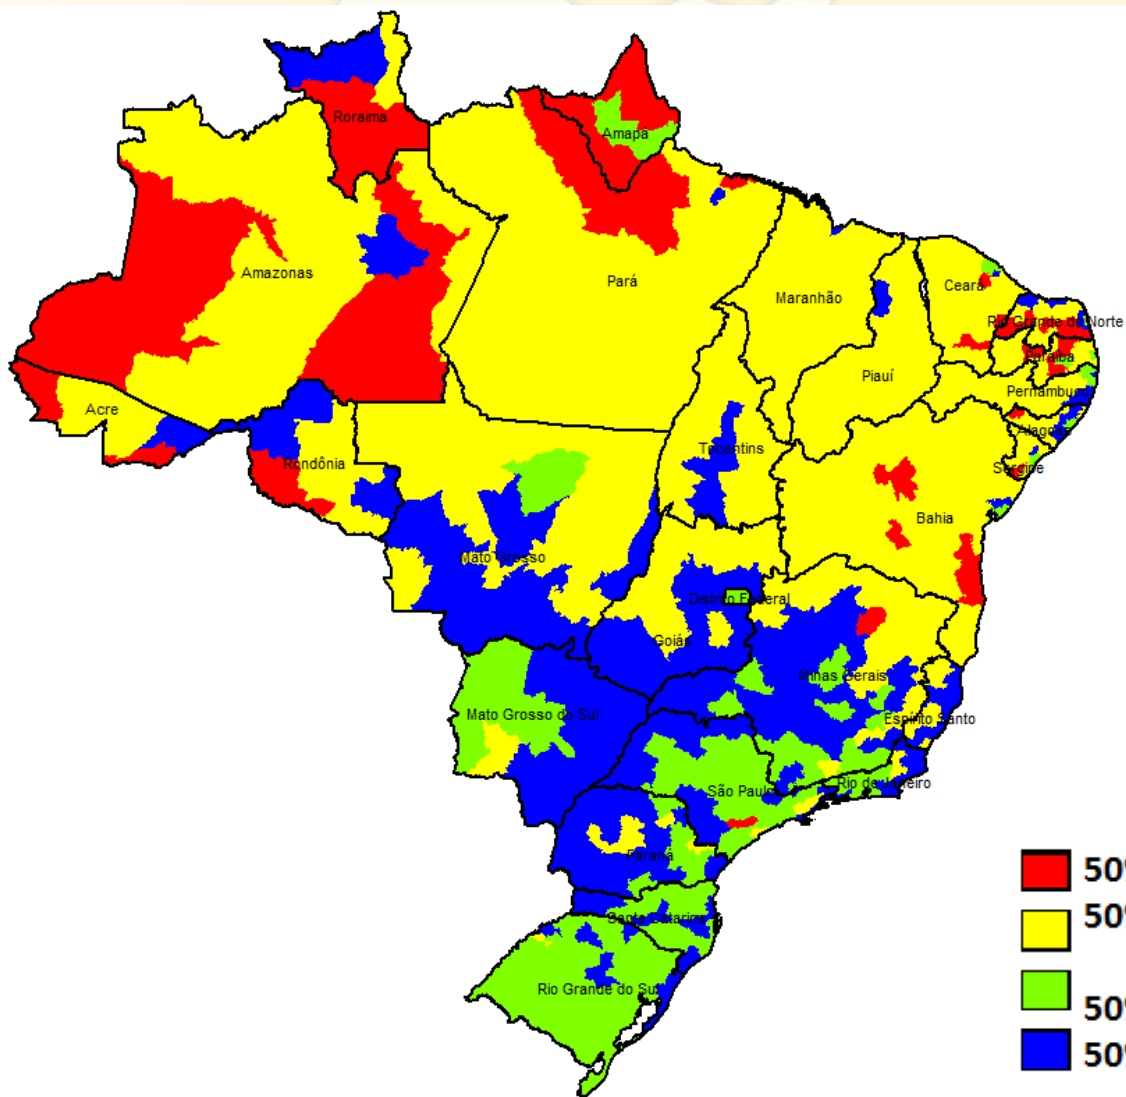 Roraima
Amapá
Amazonas
Pará
Maranhão
Ceará
Rio Grande do Norte
Paraíba
Piauí
Pernambuco
Acre
Alagoas
Tocantins
Rondônia
Sergipe
Bahia
Mato Grosso
Distrito Federal
Goiás
Minas Gerais
Mato Grosso do Sul
Espírito Santo
São Paulo
Rio de Janeiro
Paraná
Santa Catarina
Rio Grande do Sul
50
50
50
50